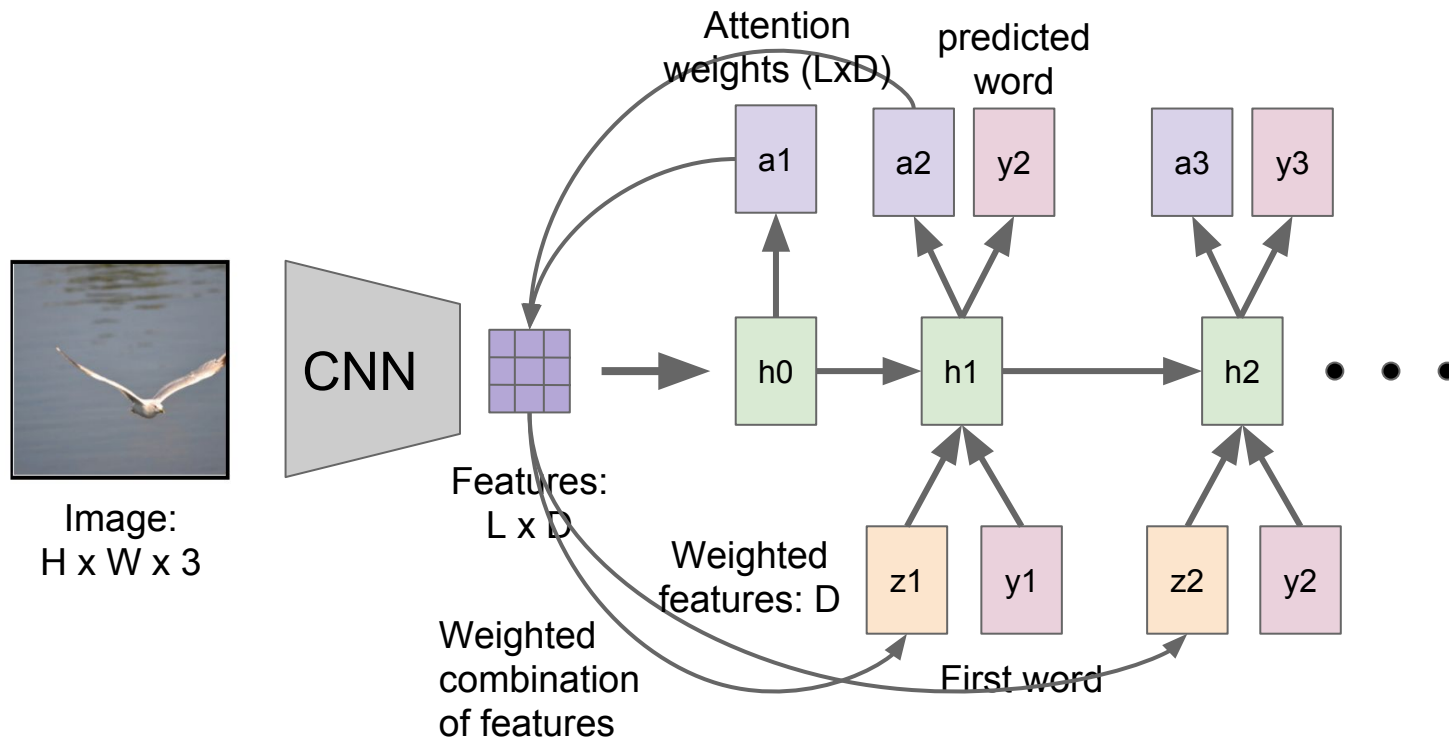 Attention
weights (LxD)
predicted
word
a1
a2
y2
a3
y3
CNN
h0
h1
h2
Image:
H x W x 3
Features:
L x D
Weighted
features: D
z1
y1
z2
y2
Weighted
combination
of features
First word